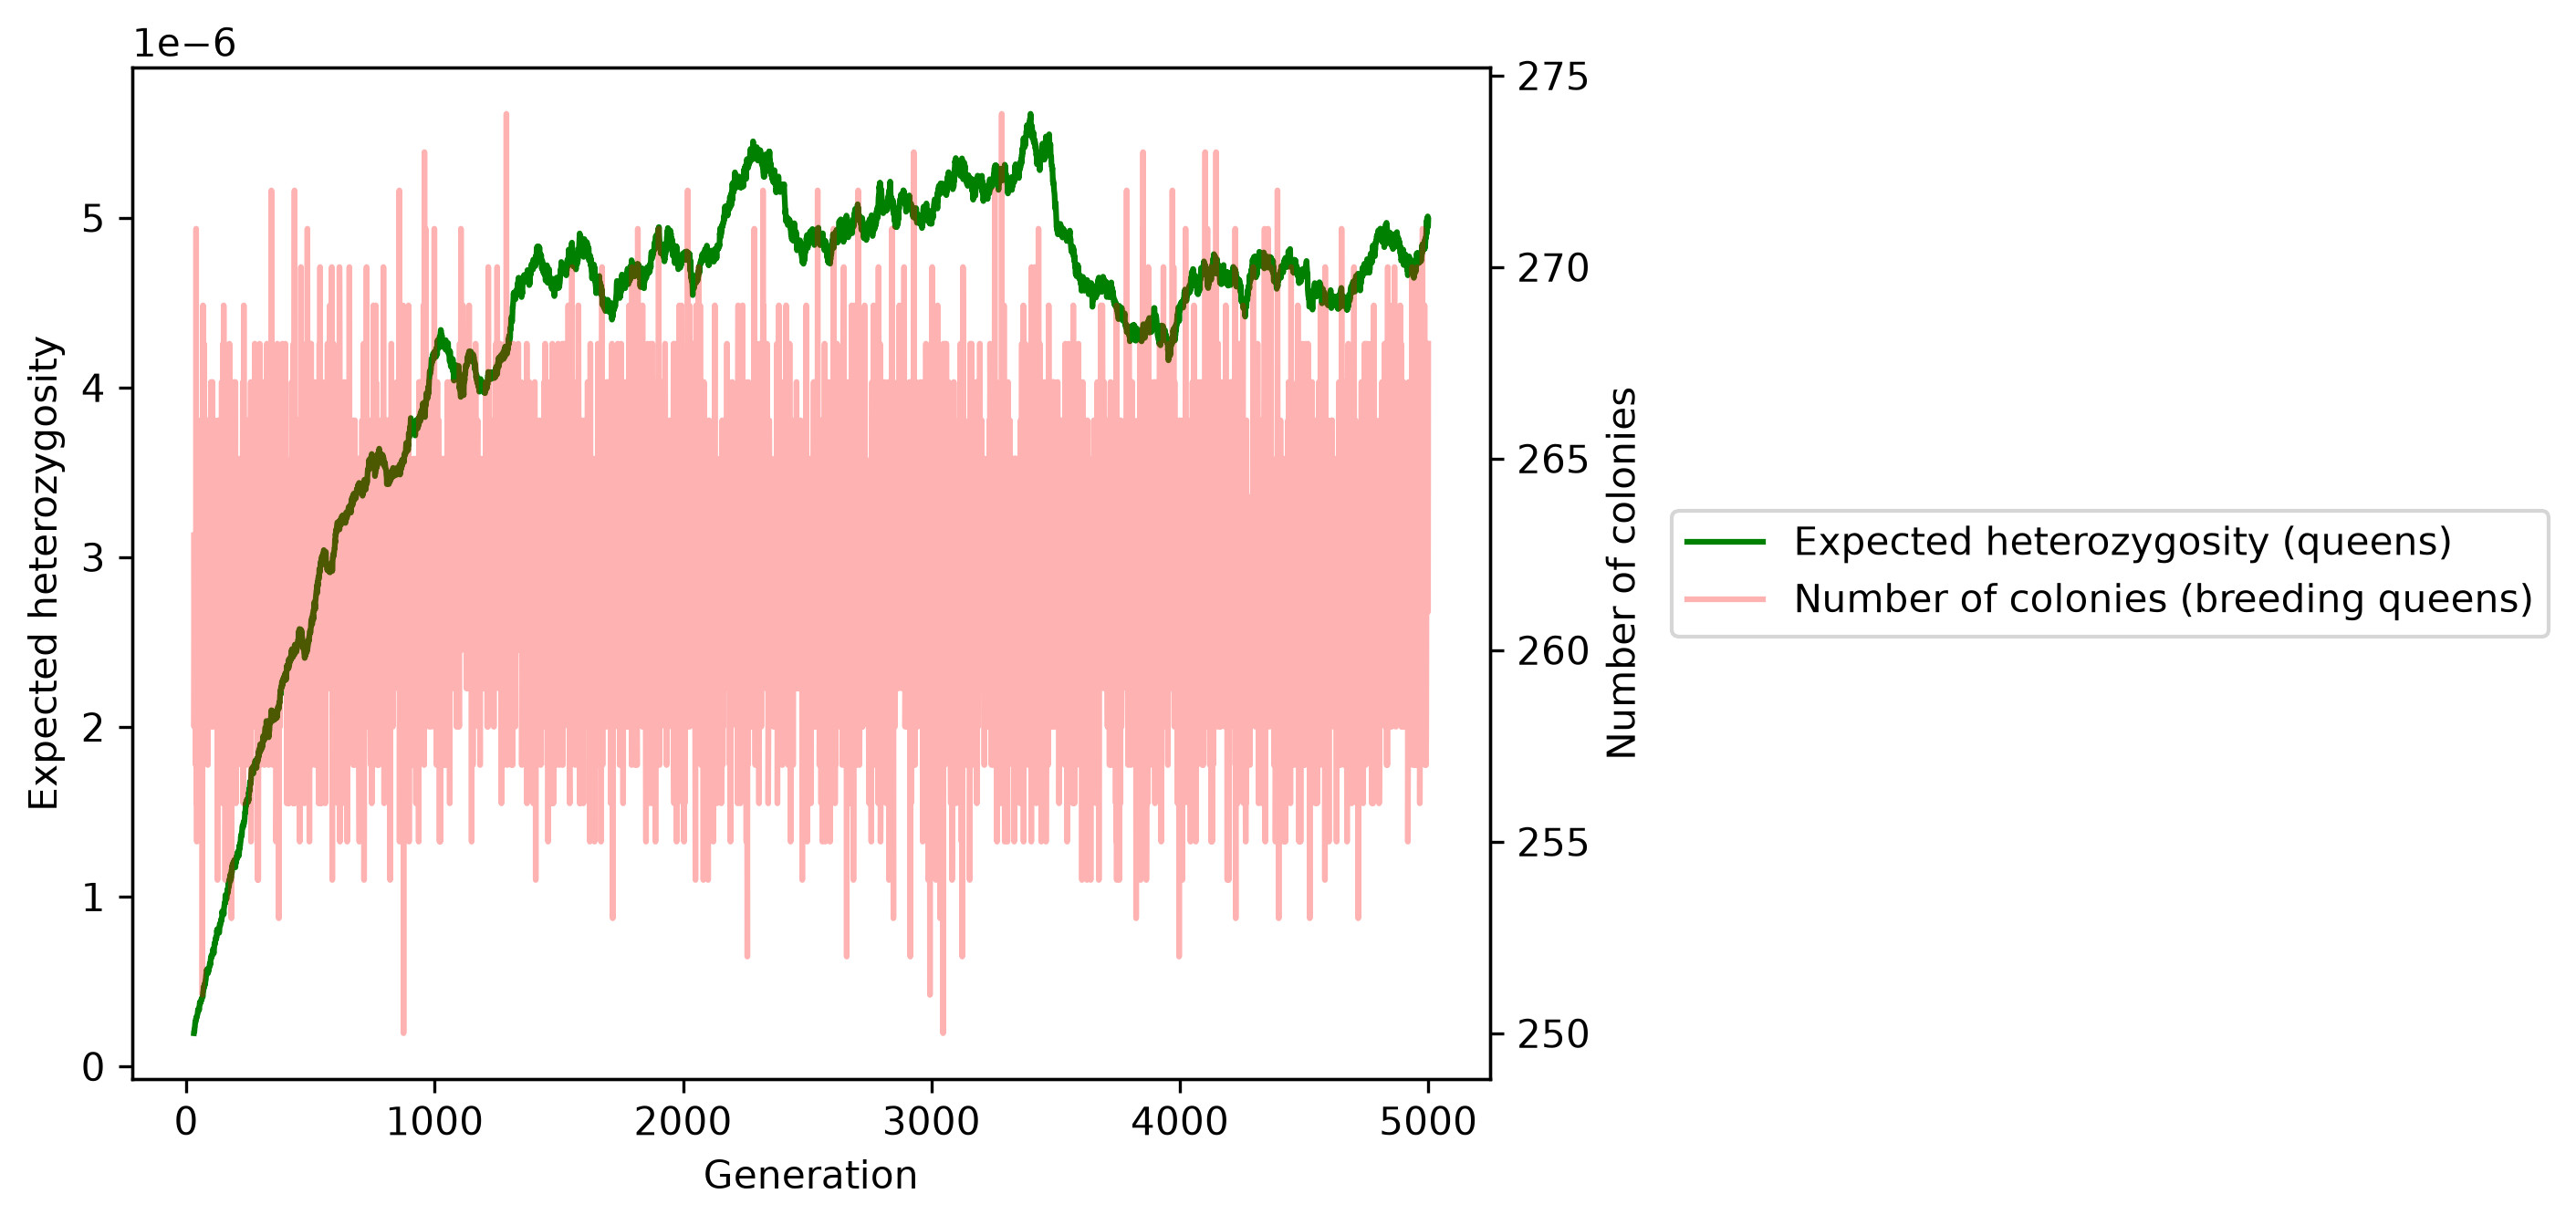 1e−6
Expected heterozygosity
5
4
3
2
1
0
0 1000 2000 3000 4000 5000
Generation
275
270
265
260
255
250
Number of colonies
Expected heterozygosity (queens)
Number of colonies (breeding queens)